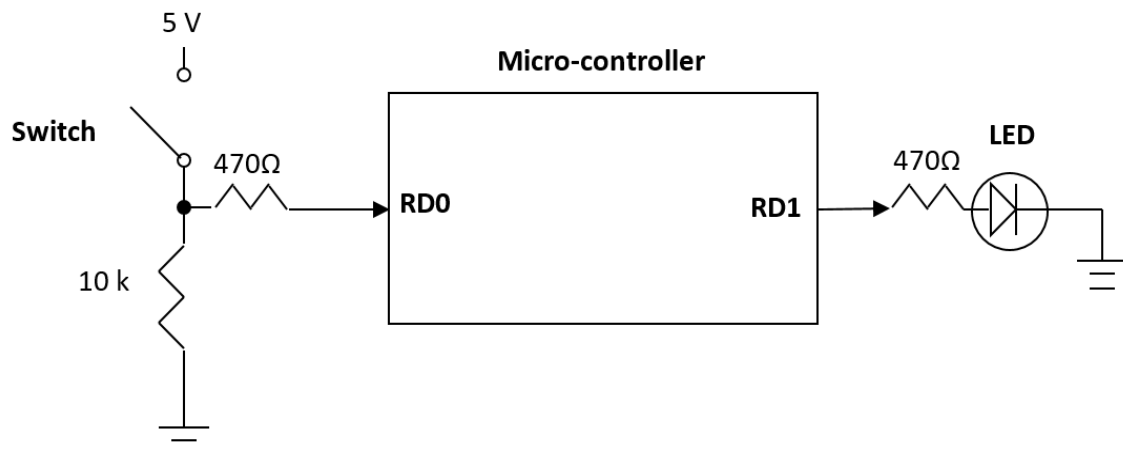 5 V
Micro-controller
Switch
LED
470Ω
470Ω
RD0
RD1
10 k